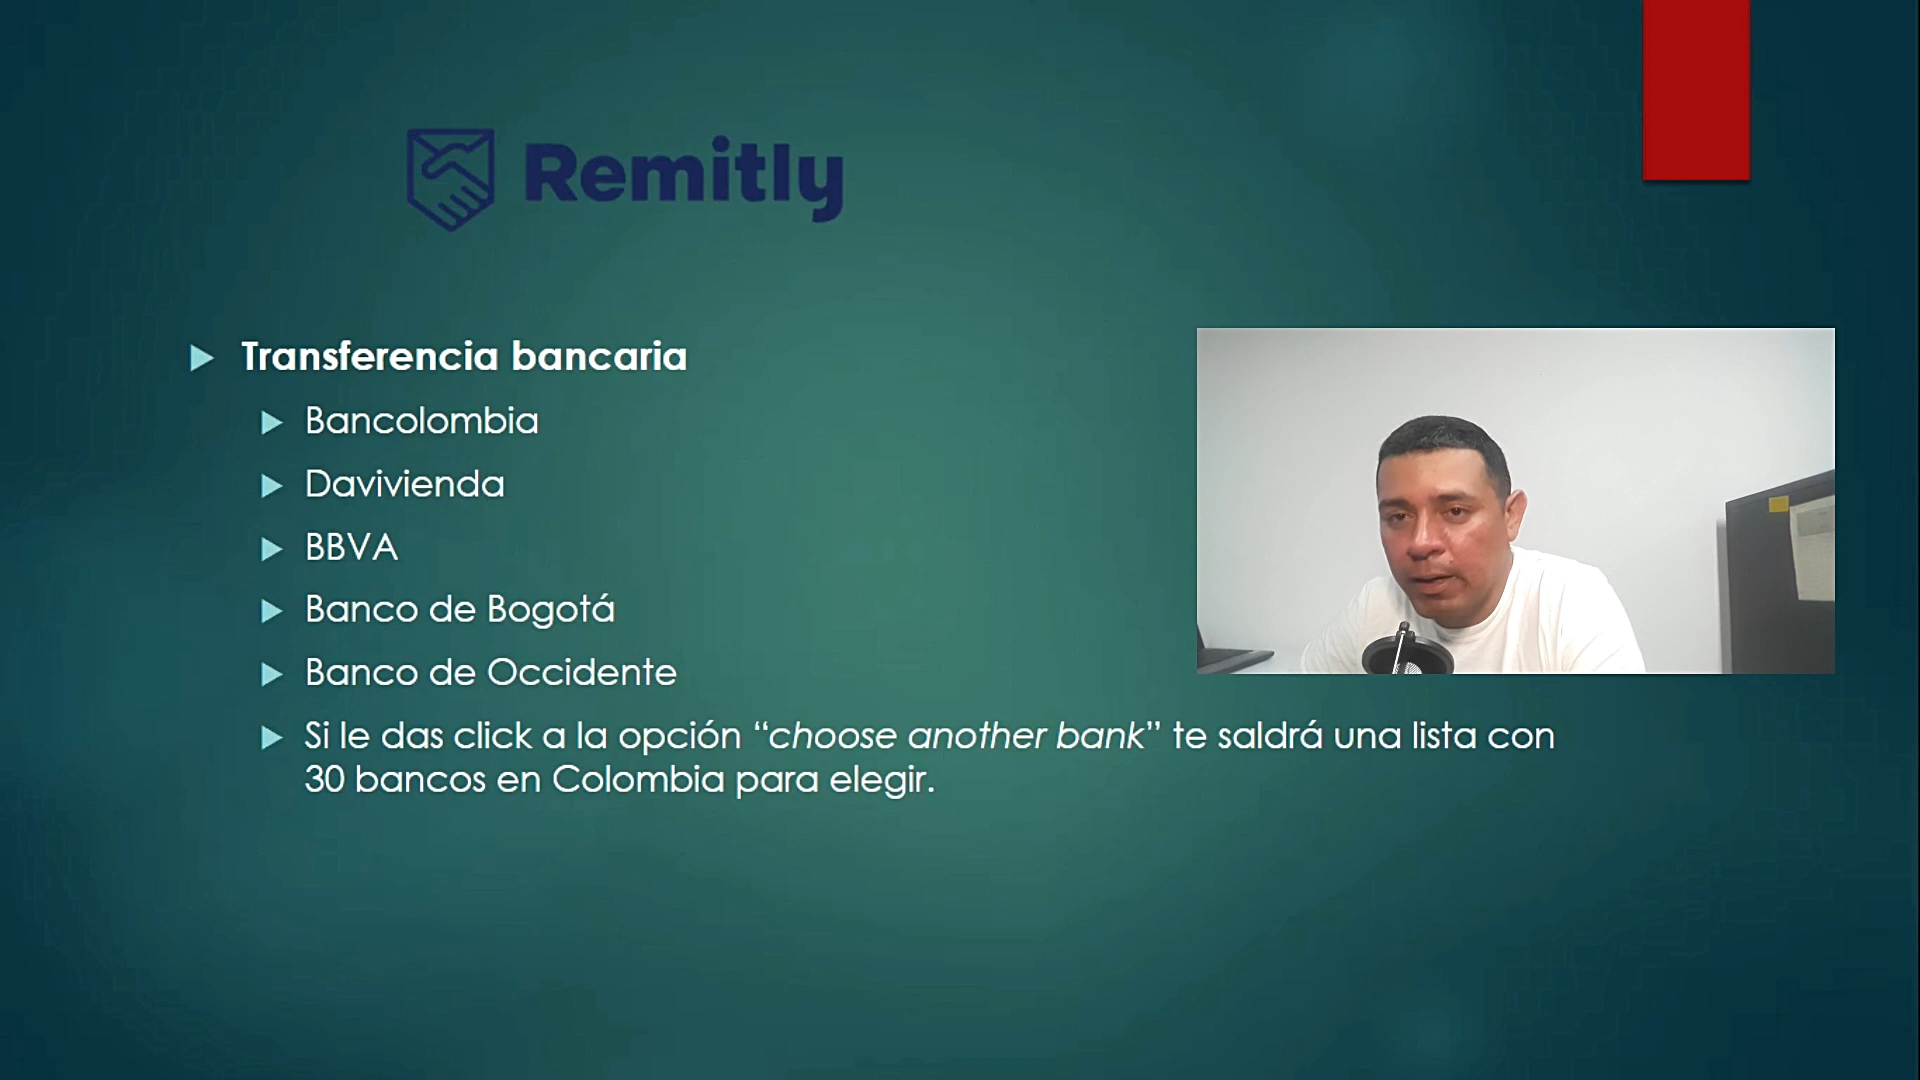 Remitly
Transferencia bancaria
Bancolombia
Davivienda
BBVA
Banco de Bogotá
Banco de Occidente
Si le das click a la opción “choose another bank” te saldrá una lista con
30 bancos en Colombia para elegir.